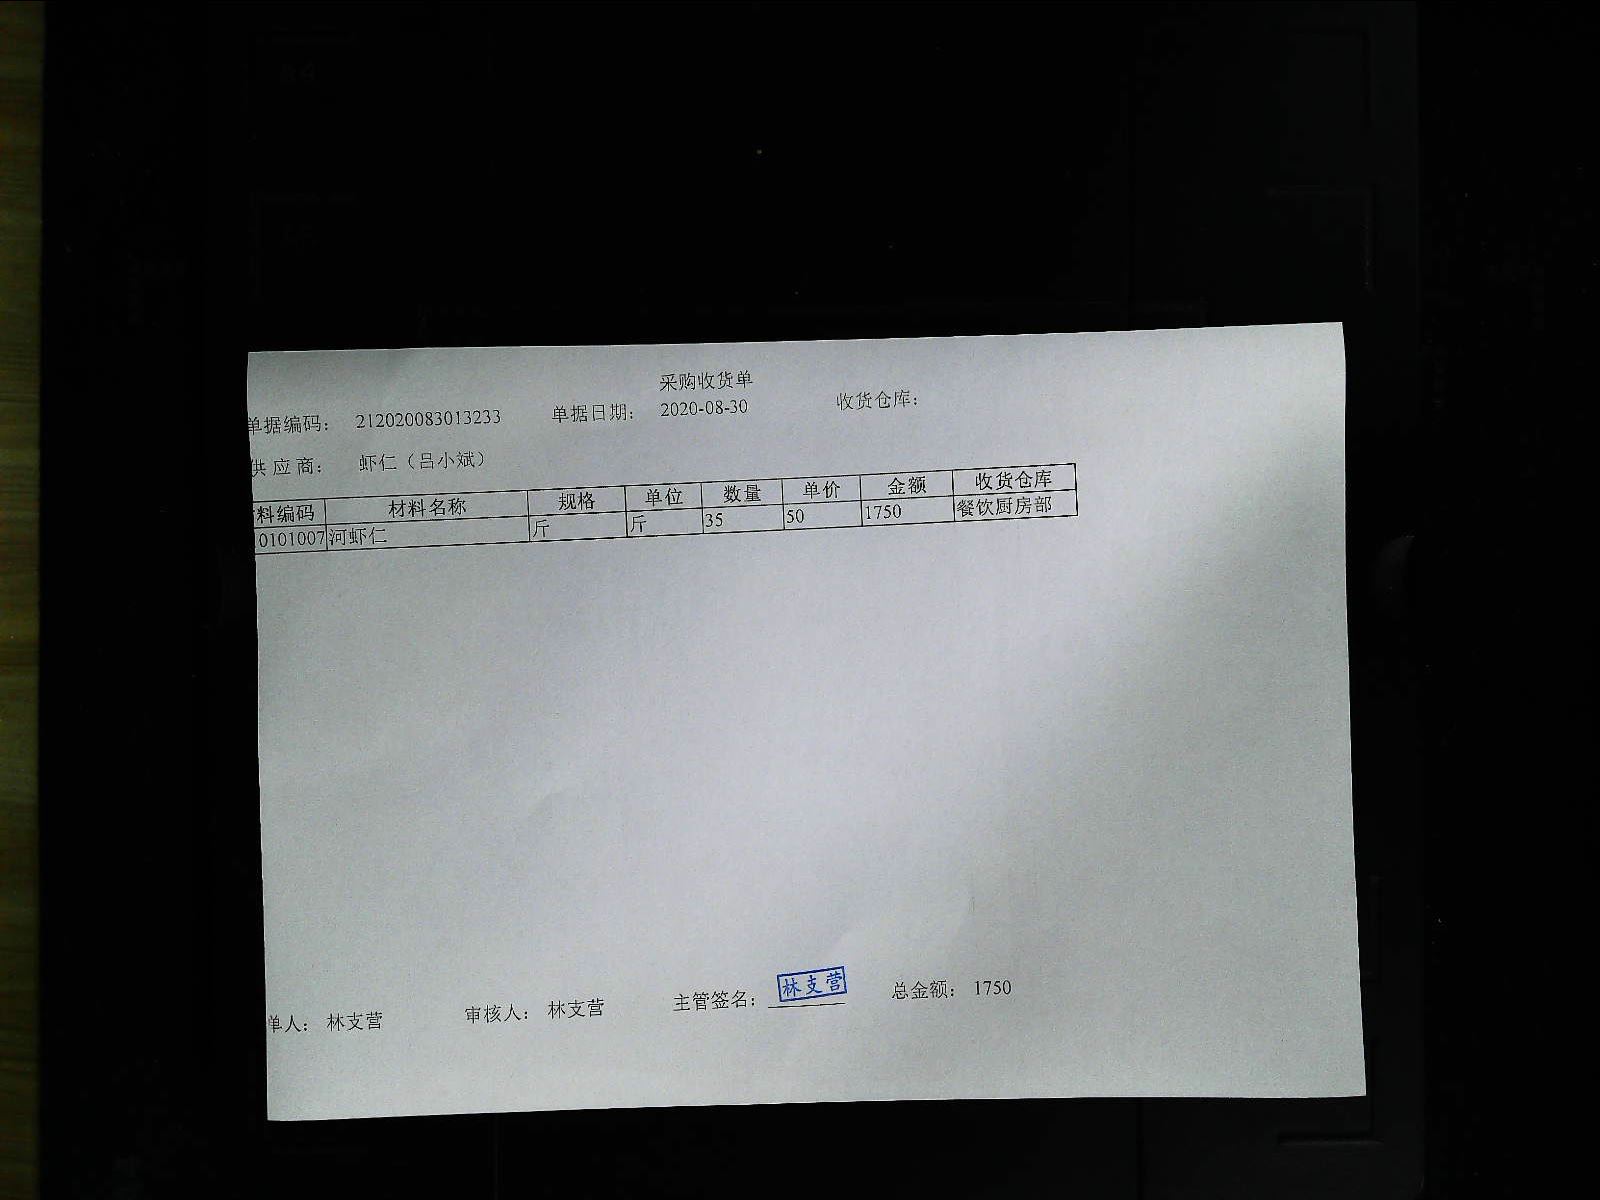 采购收货单
单据编码： 212020083013233 单据日期： 2020-08-30 收货仓库：
供应商： 虾仁（吕小斌）
料编码 材料名称 规格 单位 数量 单价 金额 收货仓库
0101007 河虾仁 斤 斤 35 50 1750 餐饮厨房部
单人： 林支营 审核人： 林支营 主管签名： 林支营 总金额： 1750